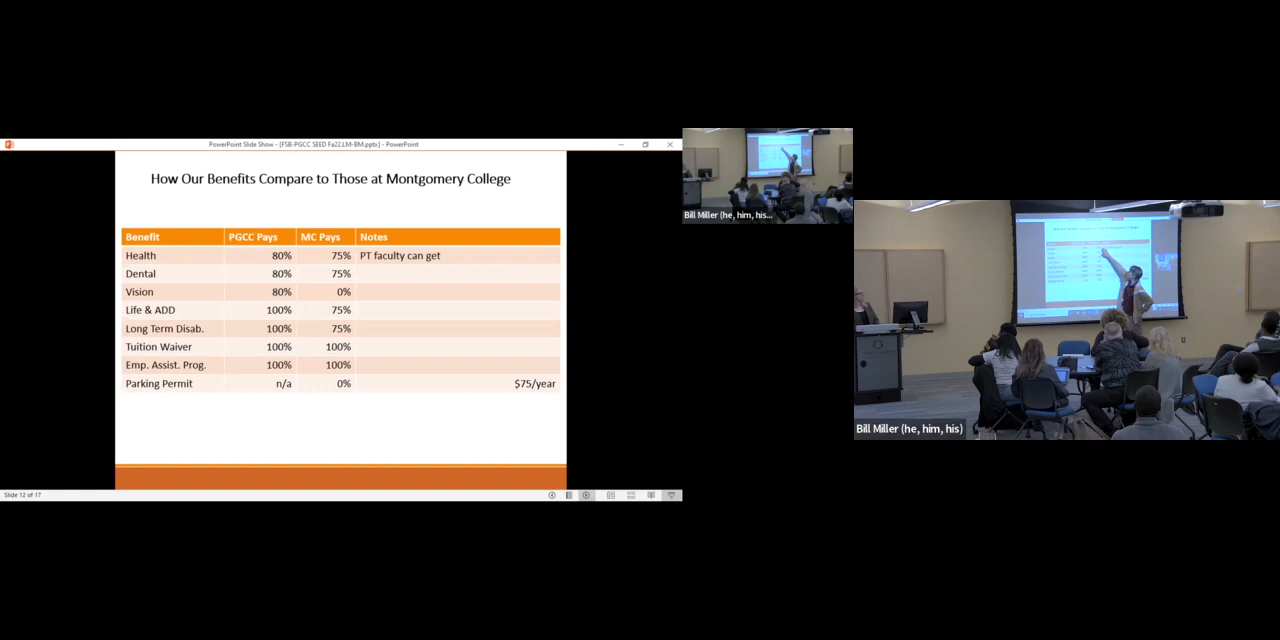 PowerPoint Slide Show - [FSB-PGCC SEED Fa22.LM-BM.pptx] - PowerPoint
How Our Benefits Compare to Those at Montgomery College
Benefit PGCC Pays MC Pays Notes
Health 80% 75% PT faculty can get
Dental 80% 75%
Vision 80% 0%
Life & ADD 100% 75%
Long Term Disab. 100% 75%
Tuition Waiver 100% 100%
Emp. Assist. Prog. 100% 100%
Parking Permit n/a 0% $75/year
Slide 12 of 17
Bill Miller (he, him, his...
Bill Miller (he, him, his)